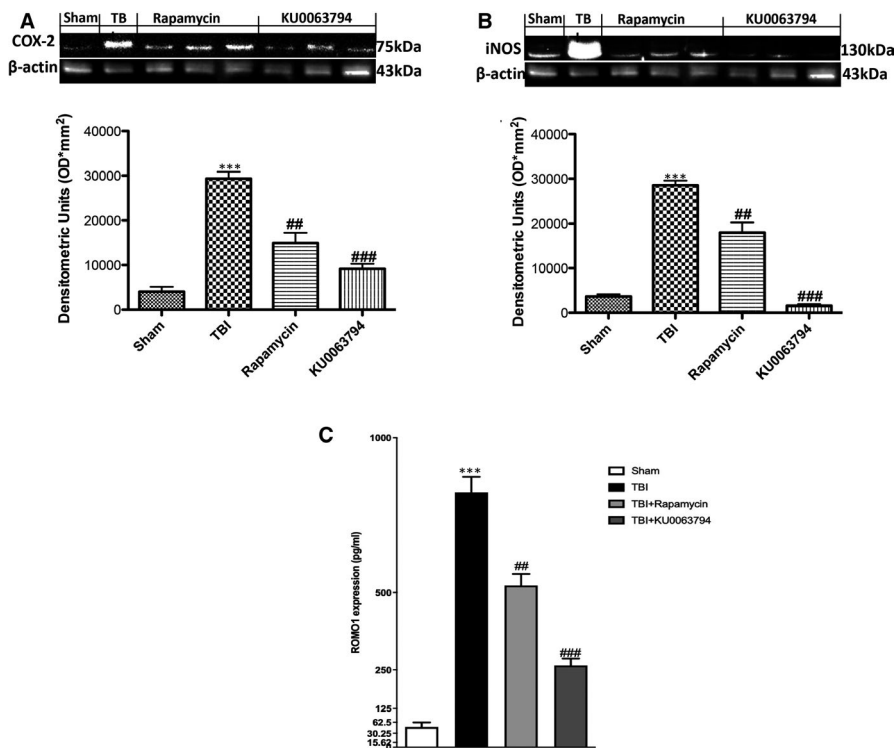 A
Sham TB Rapamycin KU0063794
COX-2 75kDa
β-actin 43kDa
Densitometric Units (OD*mm²)
40000
30000
20000
10000
0
***
##
###
Sham
TBI
Rapamycin
KU0063794
B
Sham TB Rapamycin KU0063794
iNOS 130kDa
β-actin 43kDa
Densitometric Units (OD*mm²)
40000
30000
20000
10000
0
***
##
###
Sham
TBI
Rapamycin
KU0063794
C
ROMO1 expression (pg/ml)
1000
500
250
125
62.5
30.25
15.62
***
##
###
Sham
TBI
TBI+Rapamycin
TBI+KU0063794